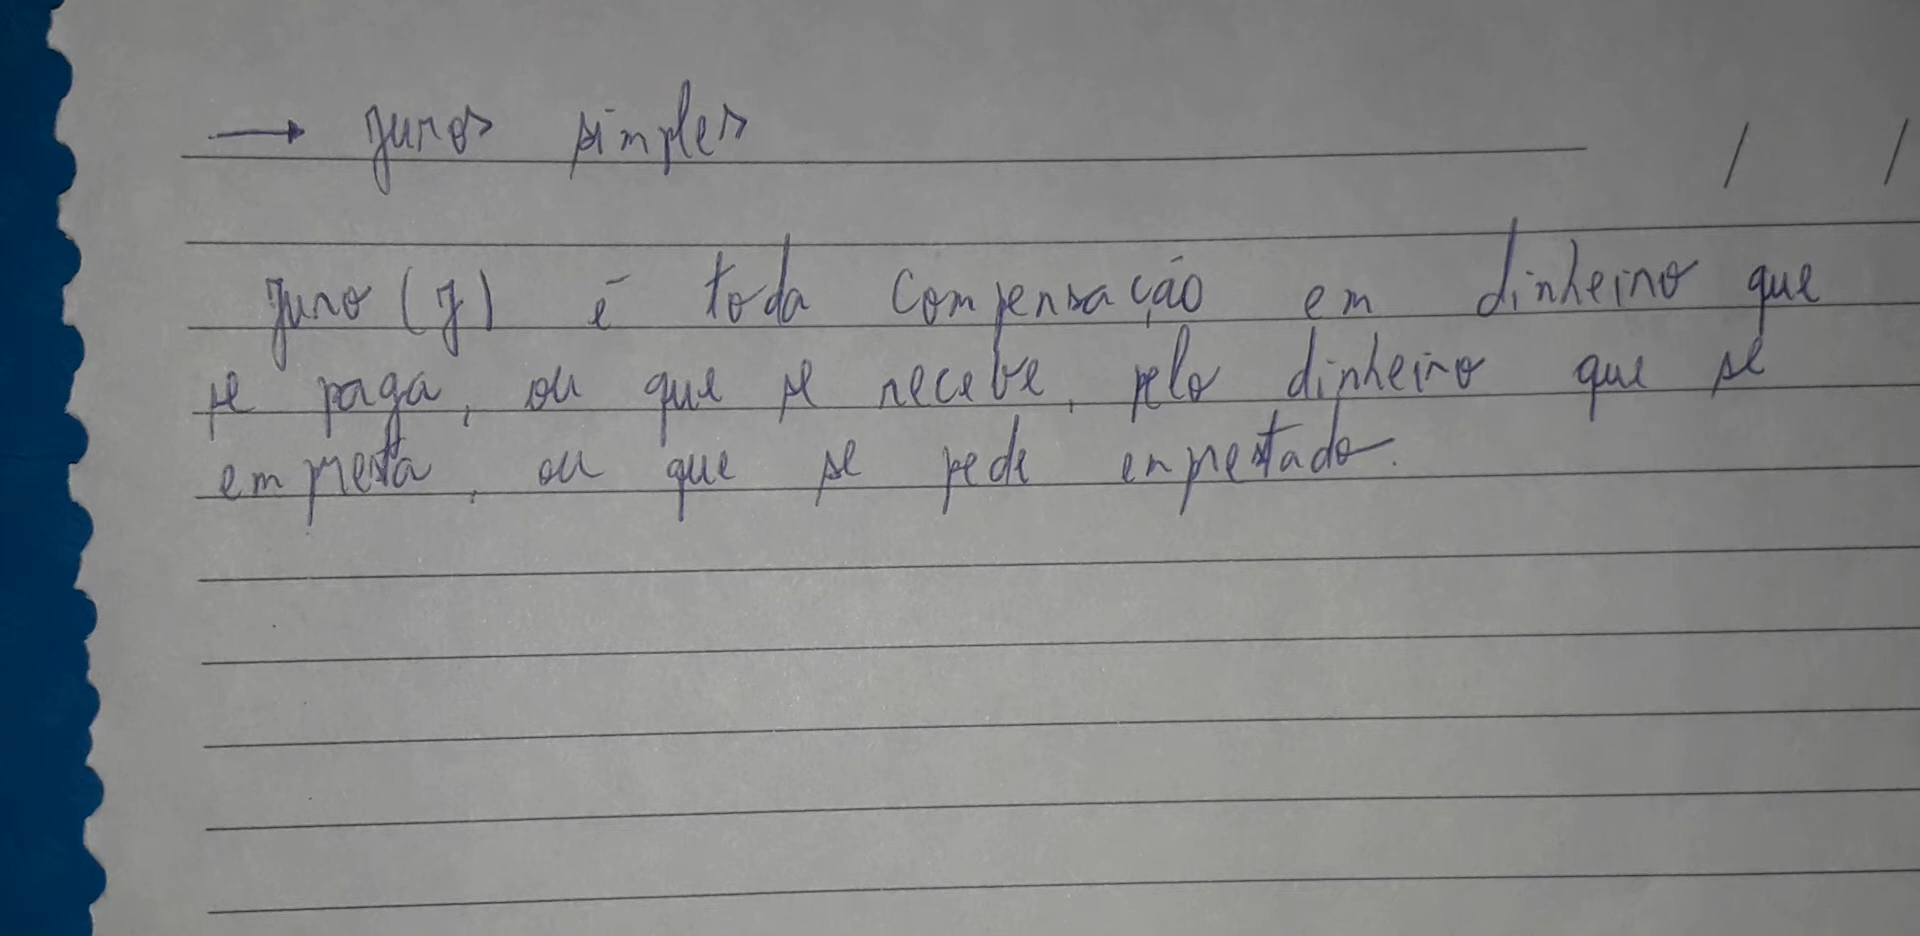 → Juros simples
/ /
Juro (J) é toda compensação em dinheiro que
se paga, ou que se recebe, pelo dinheiro que se
empresta, ou que se pede emprestado.